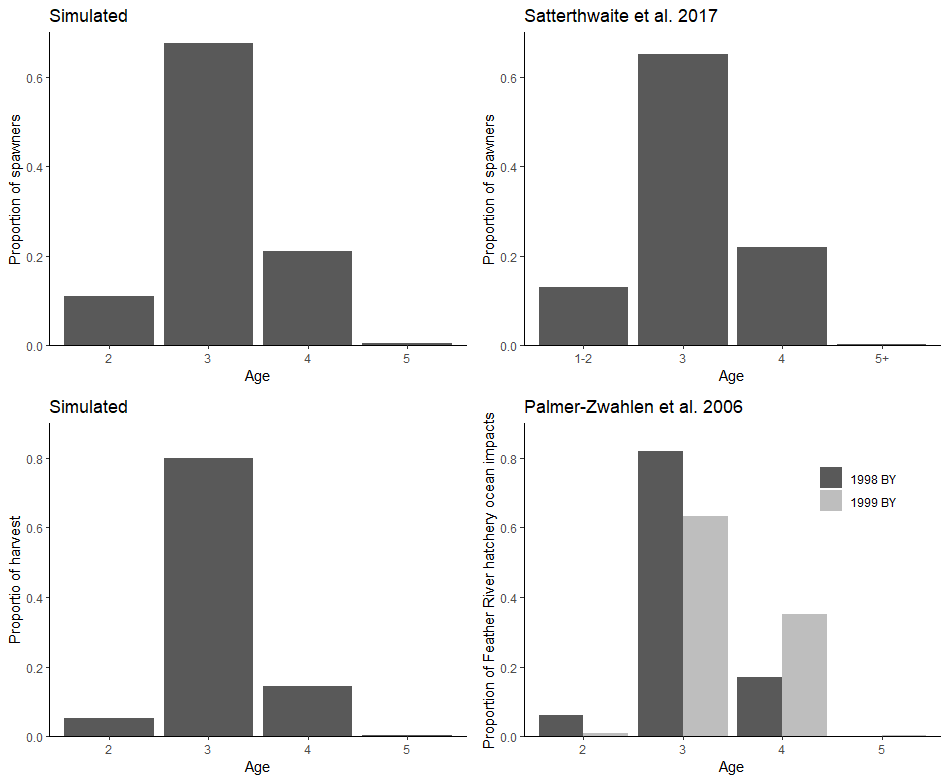 Simulated
Proportion of spawners
0.6
0.4
0.2
0.0
2 3 4 5
Age
Satterthwaite et al. 2017
Proportion of spawners
0.6
0.4
0.2
0.0
1-2 3 4 5+
Age
Simulated
Proportio of harvest
0.8
0.6
0.4
0.2
0.0
2 3 4 5
Age
Palmer-Zwahlen et al. 2006
Proportion of Feather River hatchery ocean impacts
0.8
0.6
0.4
0.2
0.0
2 3 4 5
Age
1998 BY
1999 BY